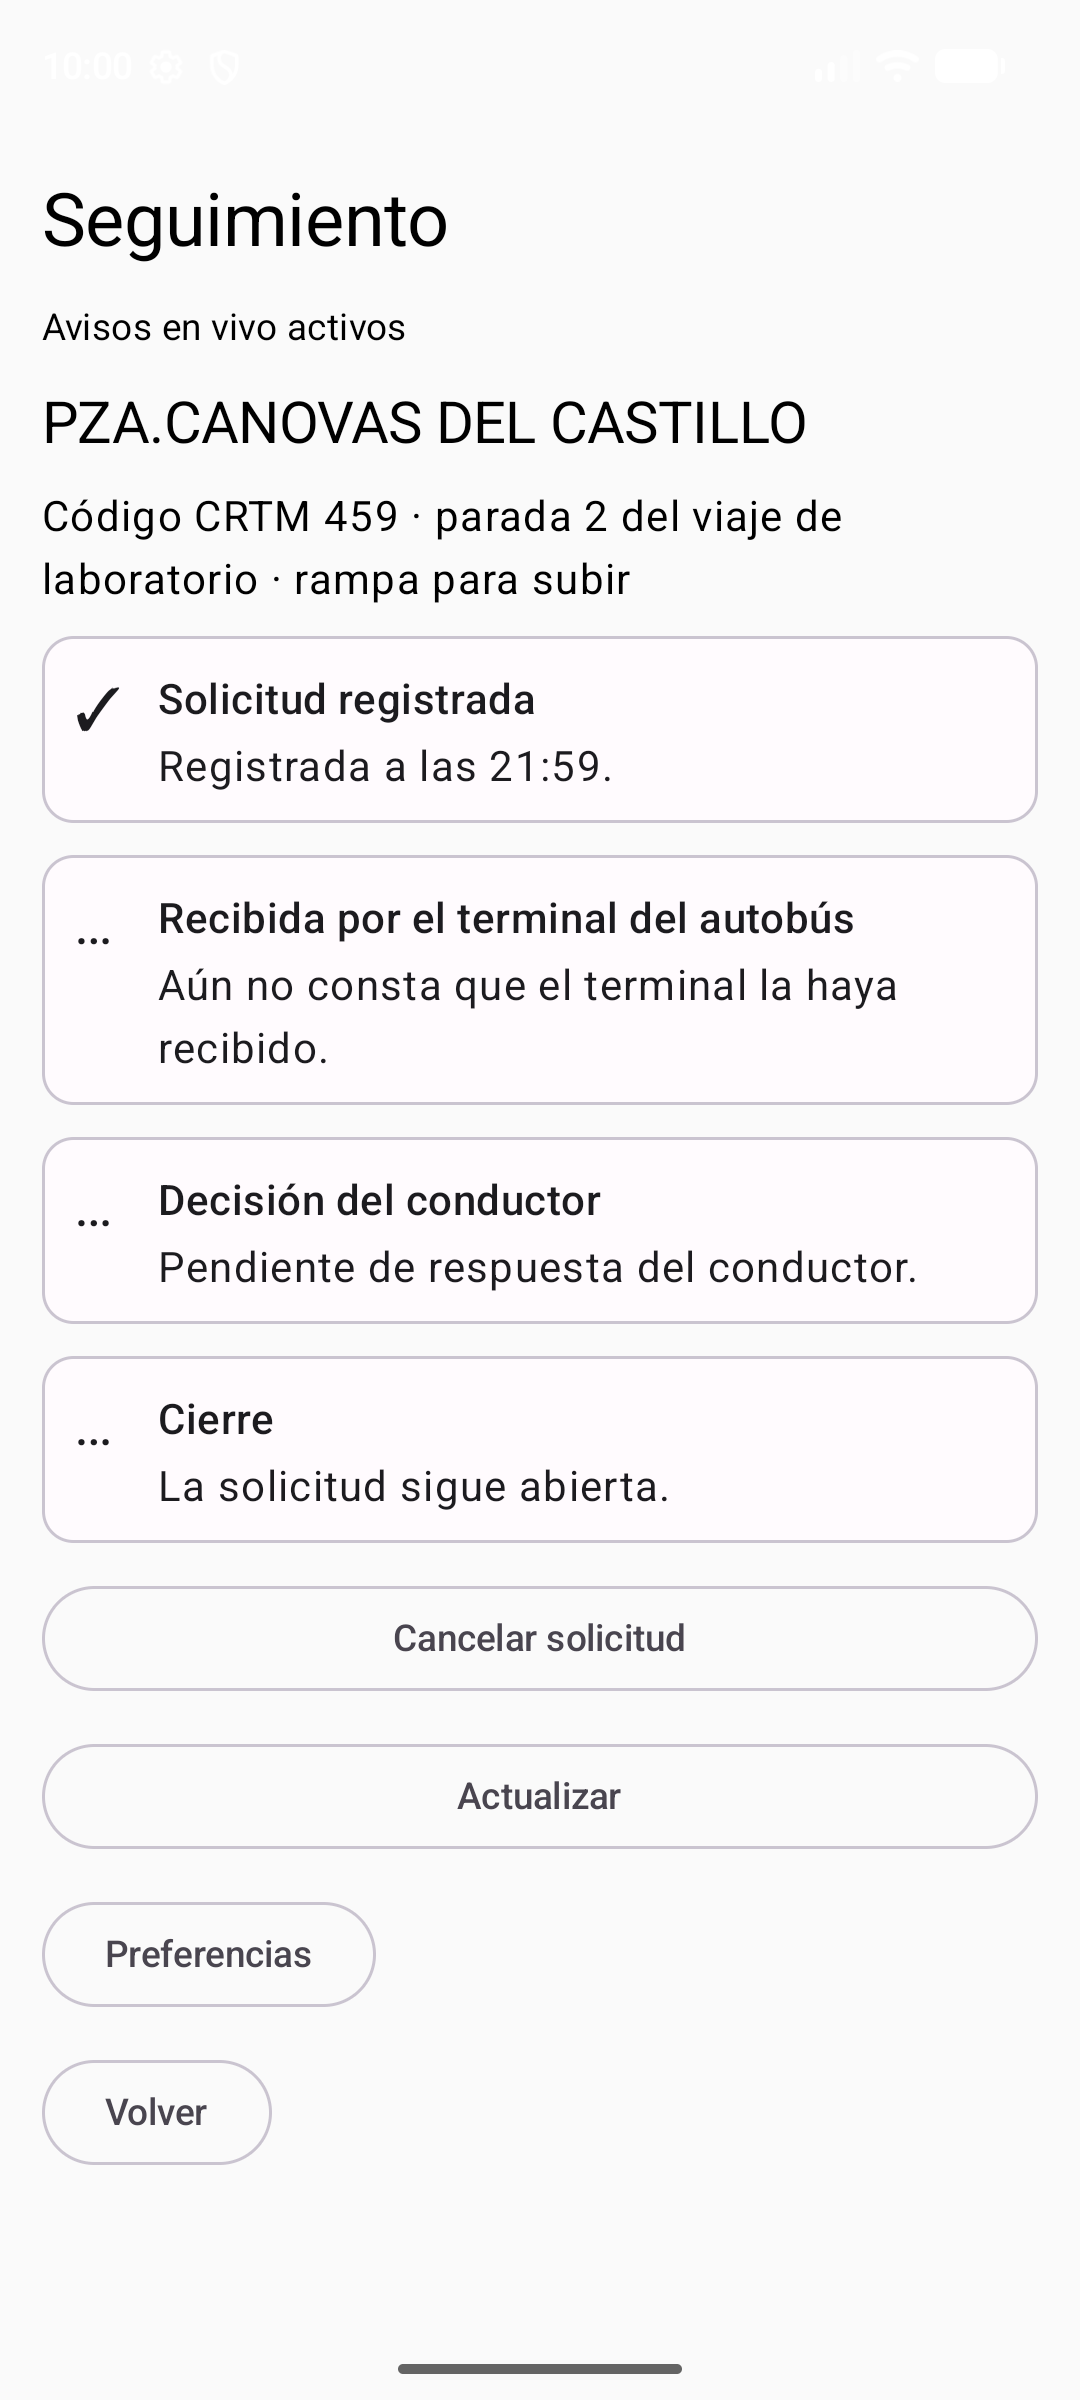 10:00
Seguimiento
Avisos en vivo activos
PZA.CANOVAS DEL CASTILLO
Código CRTM 459 · parada 2 del viaje de
laboratorio · rampa para subir
✓ Solicitud registrada
Registrada a las 21:59.
... Recibida por el terminal del autobús
Aún no consta que el terminal la haya
recibido.
... Decisión del conductor
Pendiente de respuesta del conductor.
... Cierre
La solicitud sigue abierta.
Cancelar solicitud
Actualizar
Preferencias
Volver